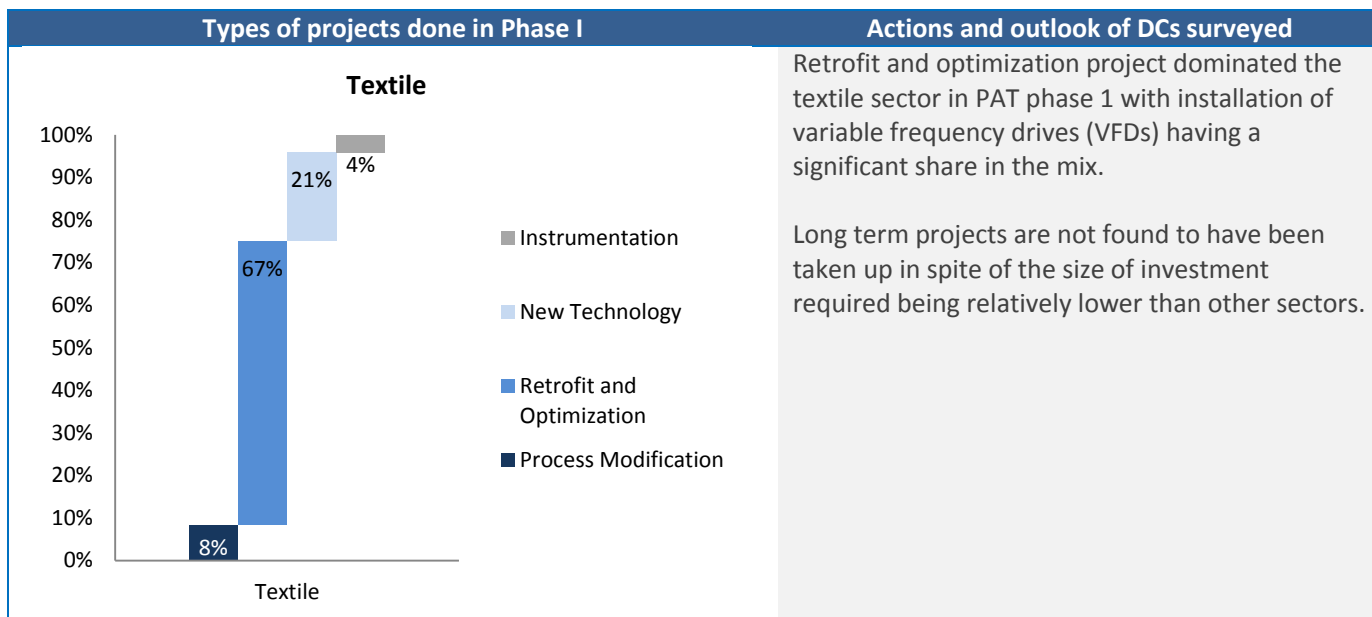 Types of projects done in Phase I
Actions and outlook of DCs surveyed
Textile
100%
90%
80%
70%
60%
50%
40%
30%
20%
10%
0%
4%
21%
67%
8%
Textile
Instrumentation
New Technology
Retrofit and
Optimization
Process Modification
Retrofit and optimization project dominated the
textile sector in PAT phase 1 with installation of
variable frequency drives (VFDs) having a
significant share in the mix.
Long term projects are not found to have been
taken up in spite of the size of investment
required being relatively lower than other sectors.